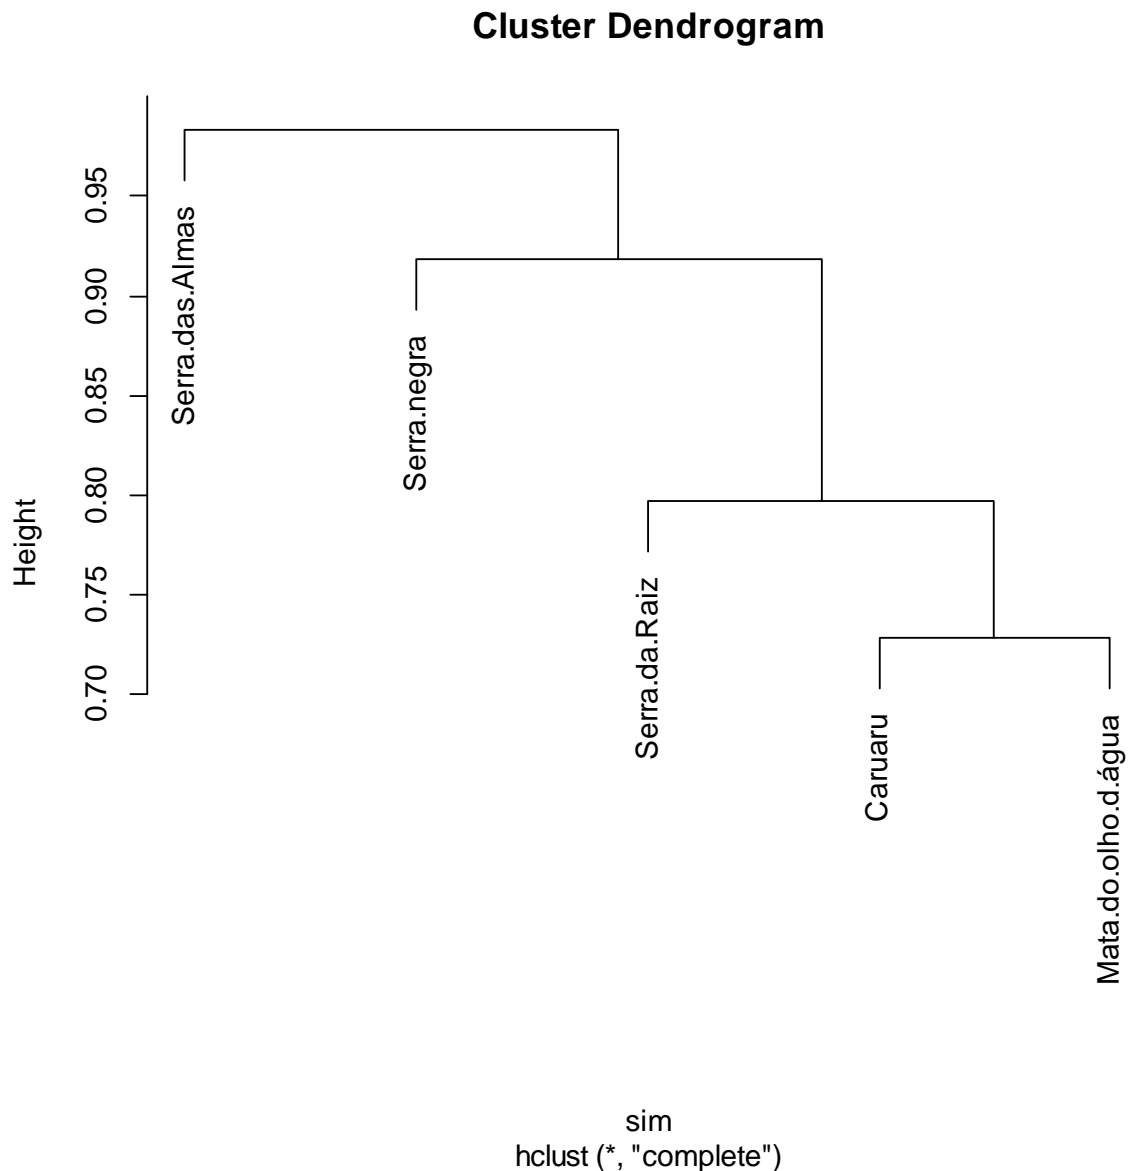 Cluster Dendrogram
Height
0.95
0.90
0.85
0.80
0.75
0.70
Serra.das.Almas
Serra.negra
Serra.da.Raiz
Caruaru
Mata.do.olho.d.água
sim
hclust (*, "complete")